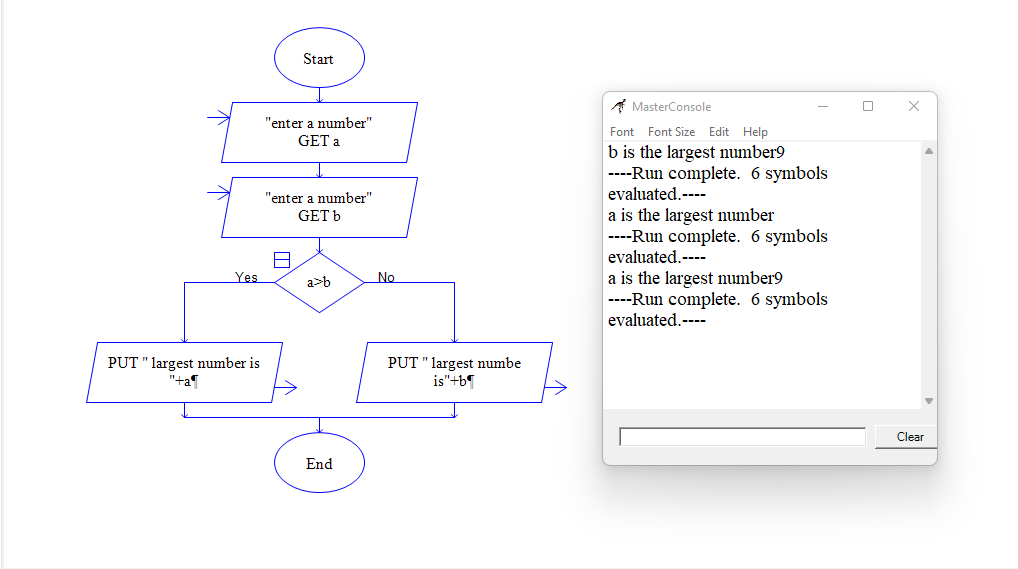 Start
"enter a number"
GET a
"enter a number"
GET b
Yes
a>b
No
PUT " largest number is
"+a¶
PUT " largest numbe
is"+b¶
End
MasterConsole
Font Font Size Edit Help
b is the largest number9
----Run complete.  6 symbols
evaluated.----
a is the largest number
----Run complete.  6 symbols
evaluated.----
a is the largest number9
----Run complete.  6 symbols
evaluated.----
Clear